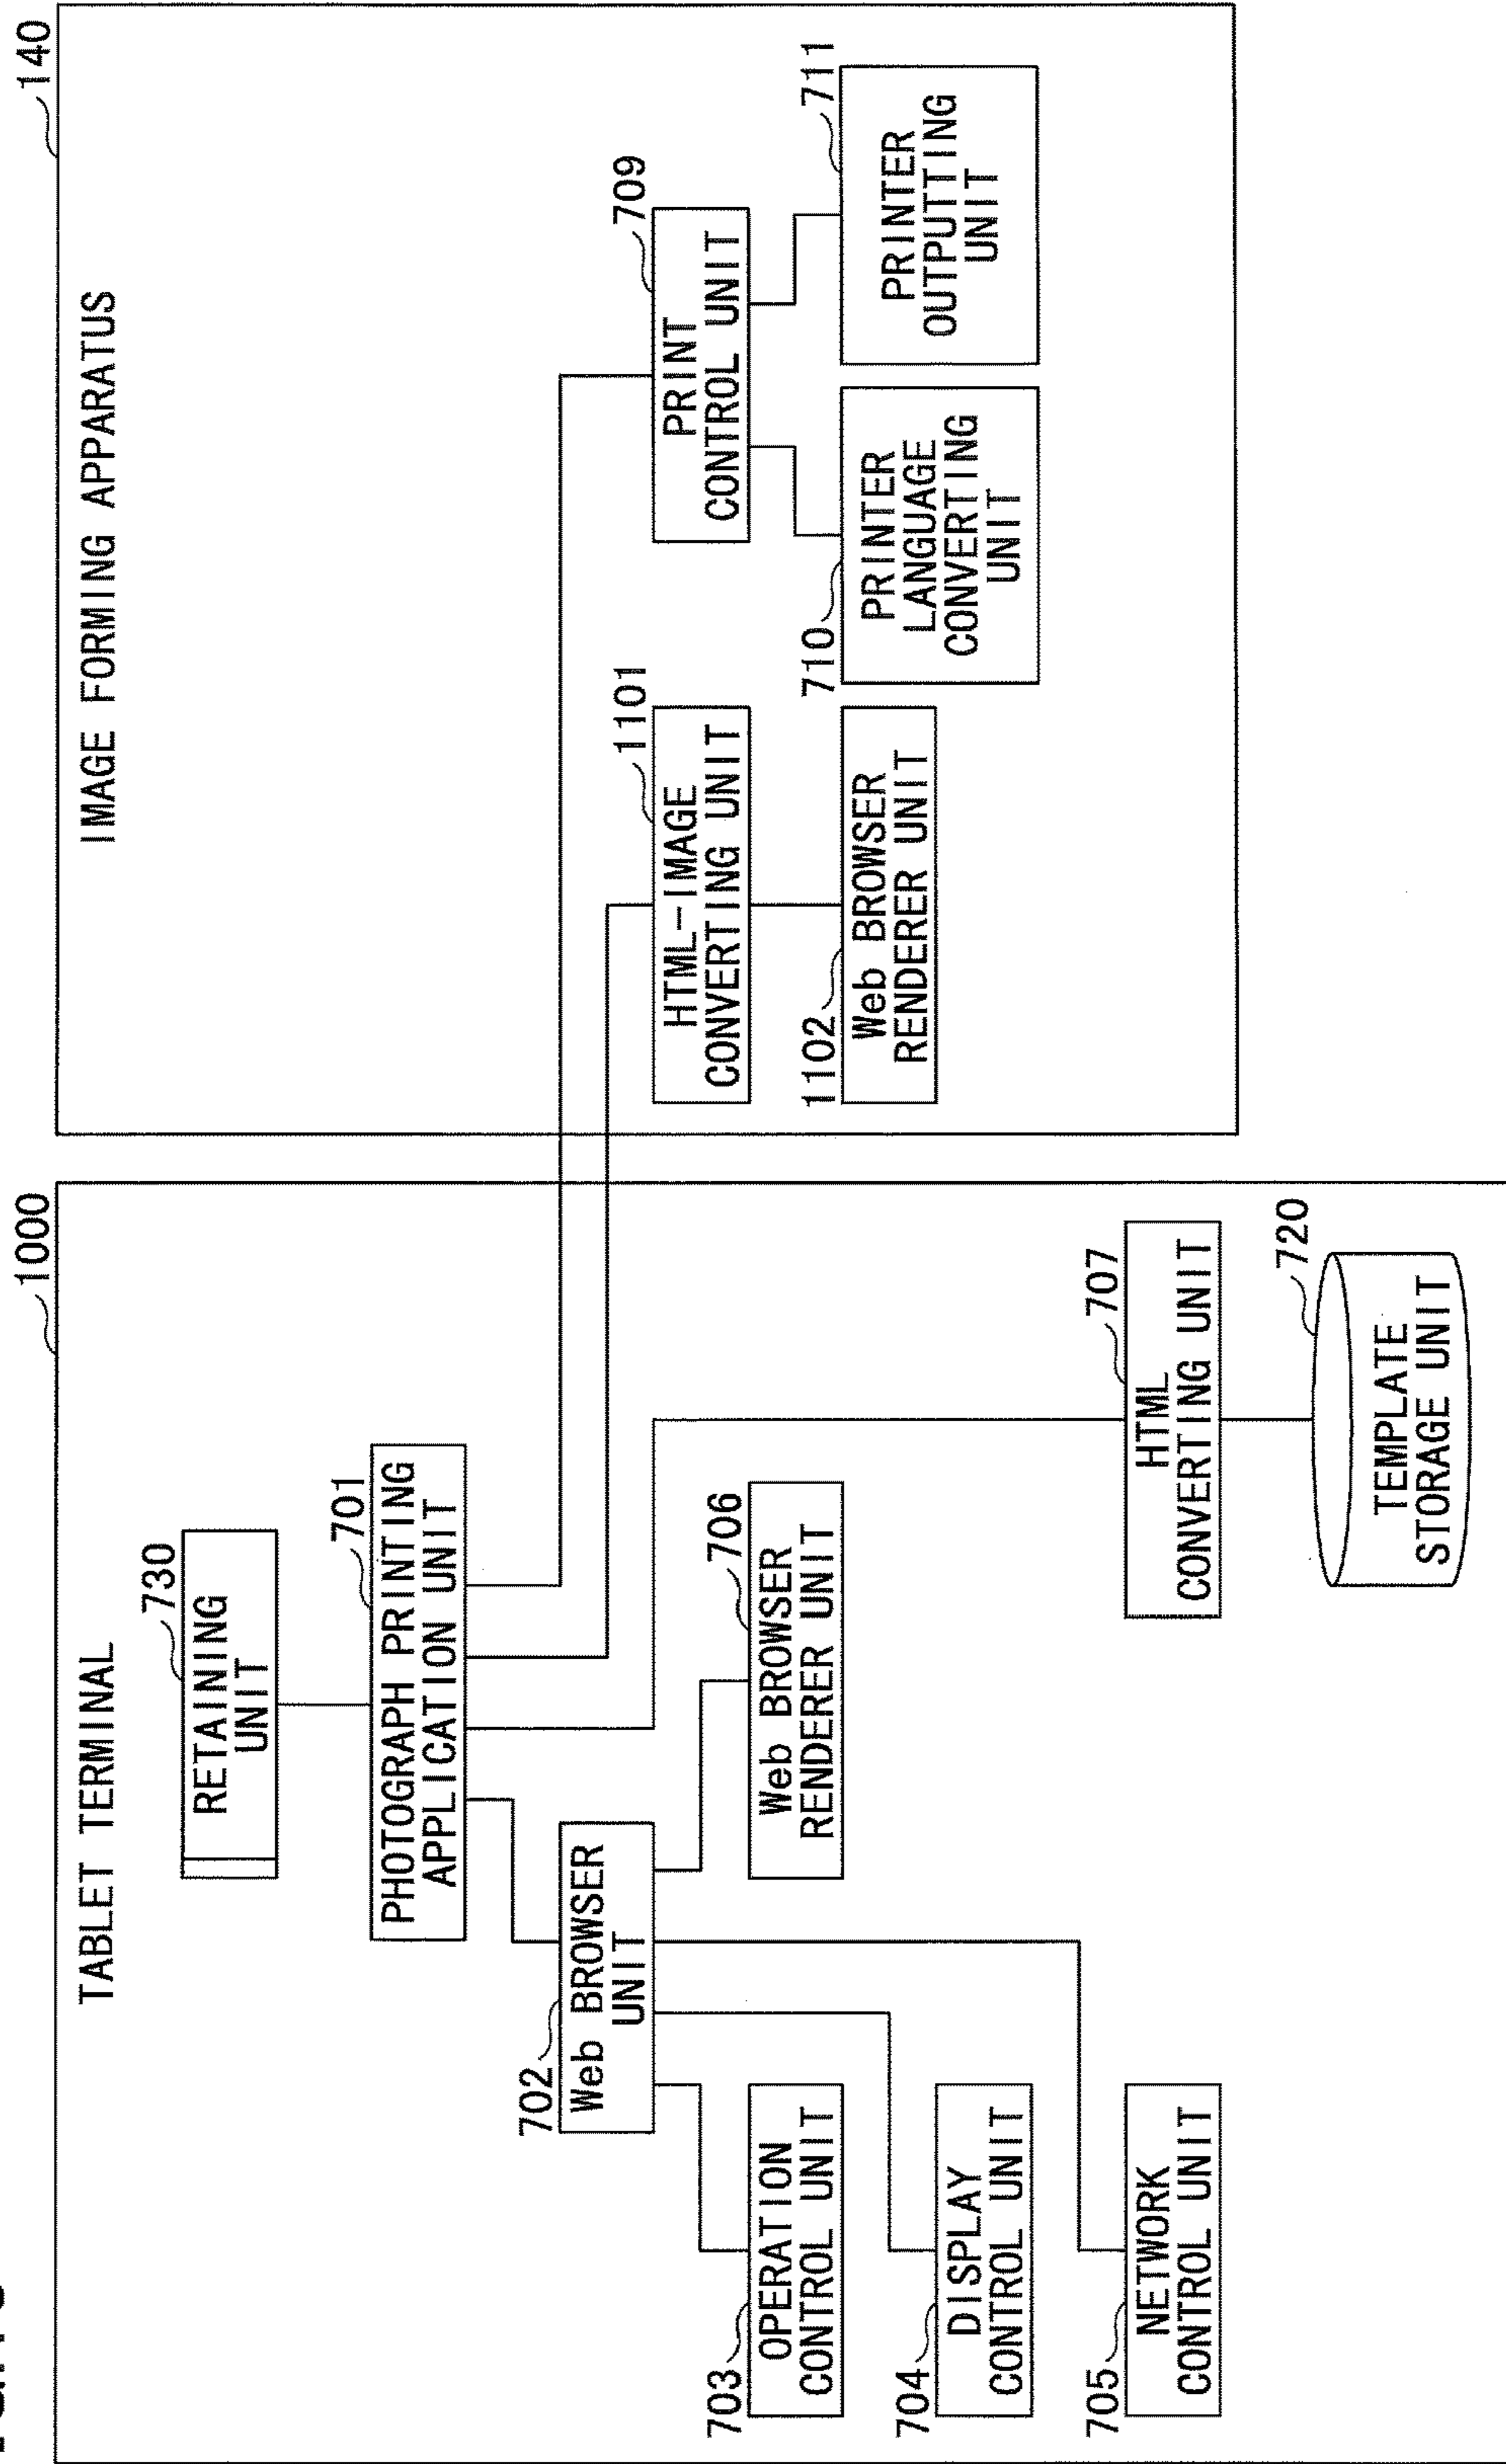 TABLET TERMINAL
1000
RETAINING
UNIT
730
PHOTOGRAPH PRINTING
APPLICATION UNIT
701
702
Web BROWSER
UNIT
703
OPERATION
CONTROL UNIT
704
DISPLAY
CONTROL UNIT
705
NETWORK
CONTROL UNIT
706
Web BROWSER
RENDERER UNIT
707
HTML
CONVERTING UNIT
720
TEMPLATE
STORAGE UNIT
IMAGE FORMING APPARATUS
140
1101
HTML-IMAGE
CONVERTING UNIT
1102
Web BROWSER
RENDERER UNIT
709
PRINT
CONTROL UNIT
710
PRINTER
LANGUAGE
CONVERTING
UNIT
711
PRINTER
OUTPUTTING
UNIT